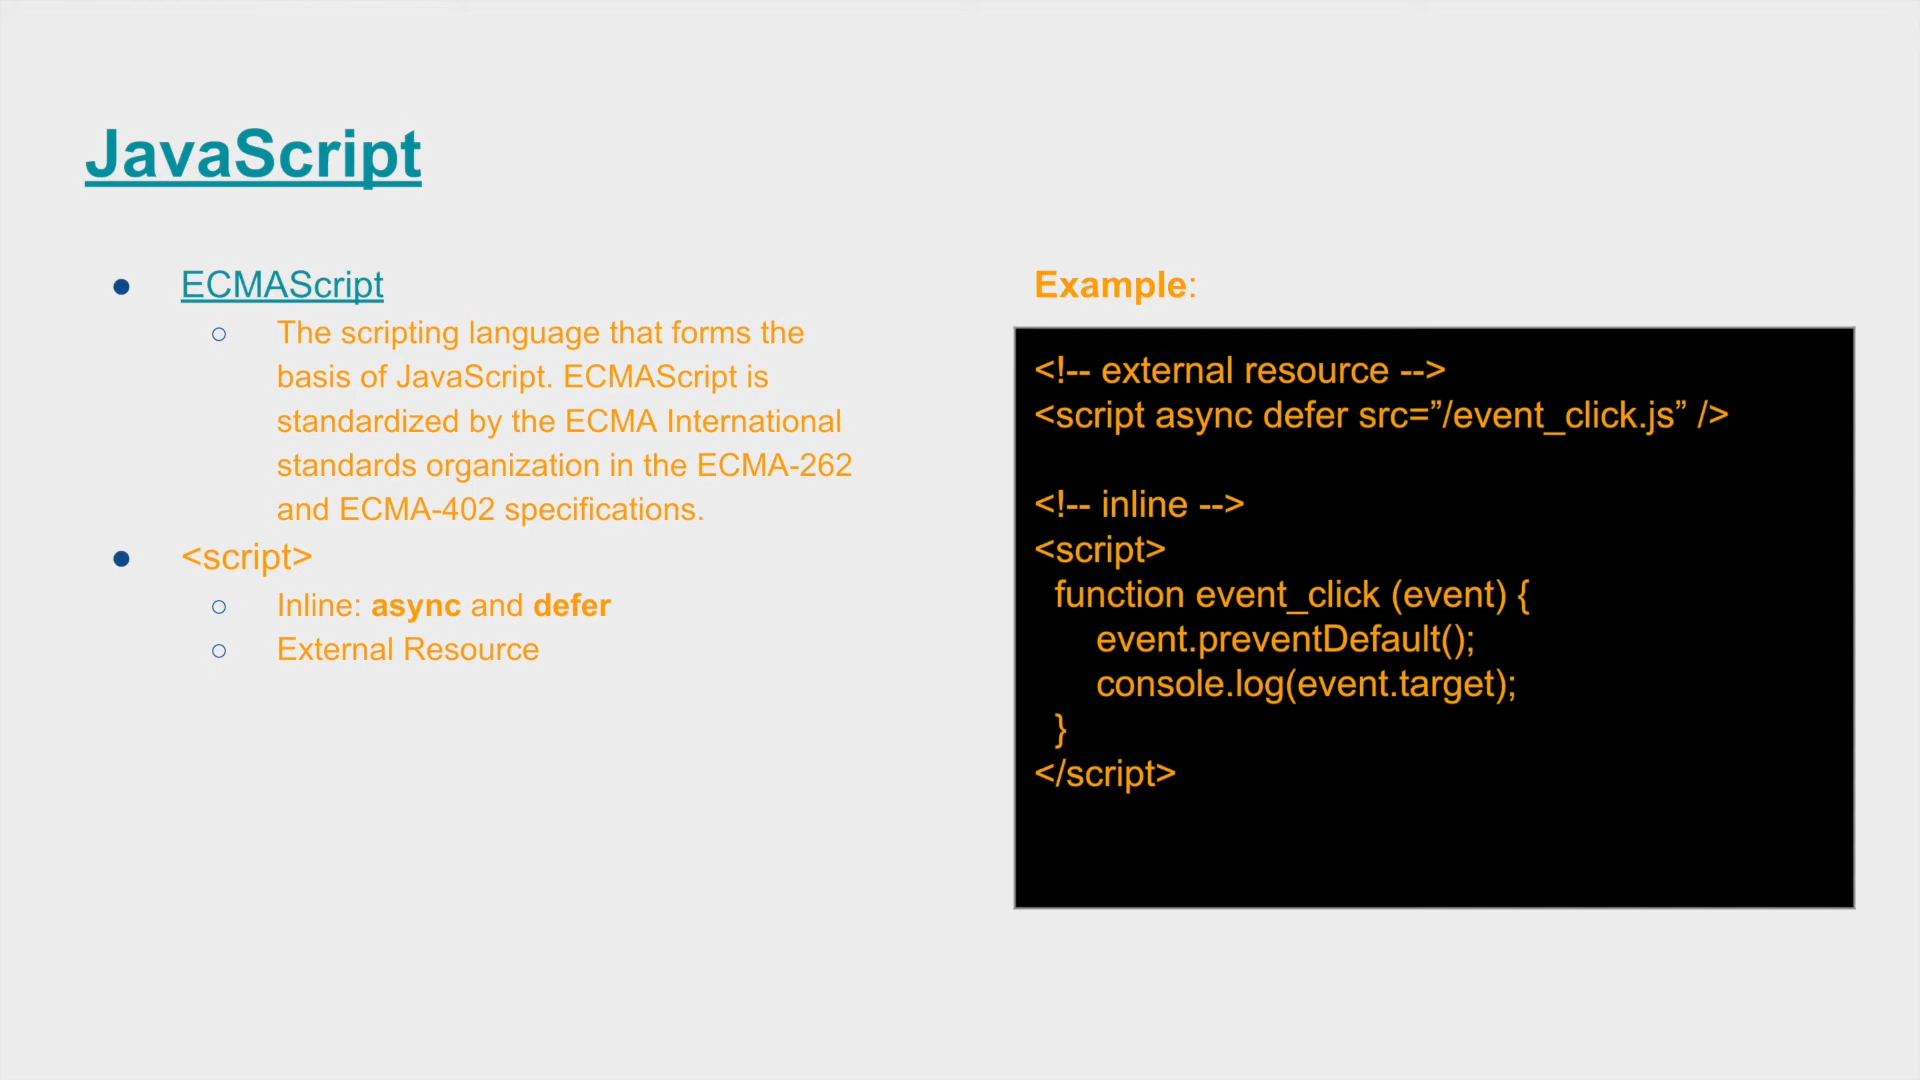 JavaScript
● ECMAScript
○ The scripting language that forms the
basis of JavaScript. ECMAScript is
standardized by the ECMA International
standards organization in the ECMA-262
and ECMA-402 specifications.
● <script>
○ Inline: async and defer
○ External Resource
Example:
<!-- external resource -->
<script async defer src=”/event_click.js” />

<!-- inline -->
<script>
  function event_click (event) {
      event.preventDefault();
      console.log(event.target);
  }
</script>